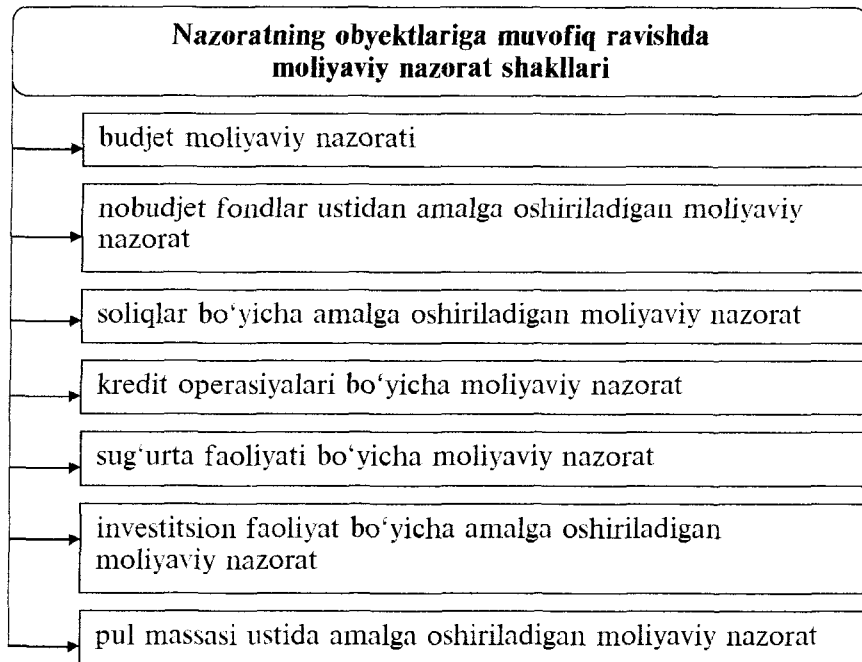 Nazoratning obyektlariga muvofiq ravishda
moliyaviy nazorat shakllari
budjet moliyaviy nazorati
nobudjet fondlar ustidan amalga oshiriladigan moliyaviy
nazorat
soliqlar bo‘yicha amalga oshiriladigan moliyaviy nazorat
kredit operasiyalari bo‘yicha moliyaviy nazorat
sug‘urta faoliyati bo‘yicha moliyaviy nazorat
investitsion faoliyat bo‘yicha amalga oshiriladigan
moliyaviy nazorat
pul massasi ustida amalga oshiriladigan moliyaviy nazorat